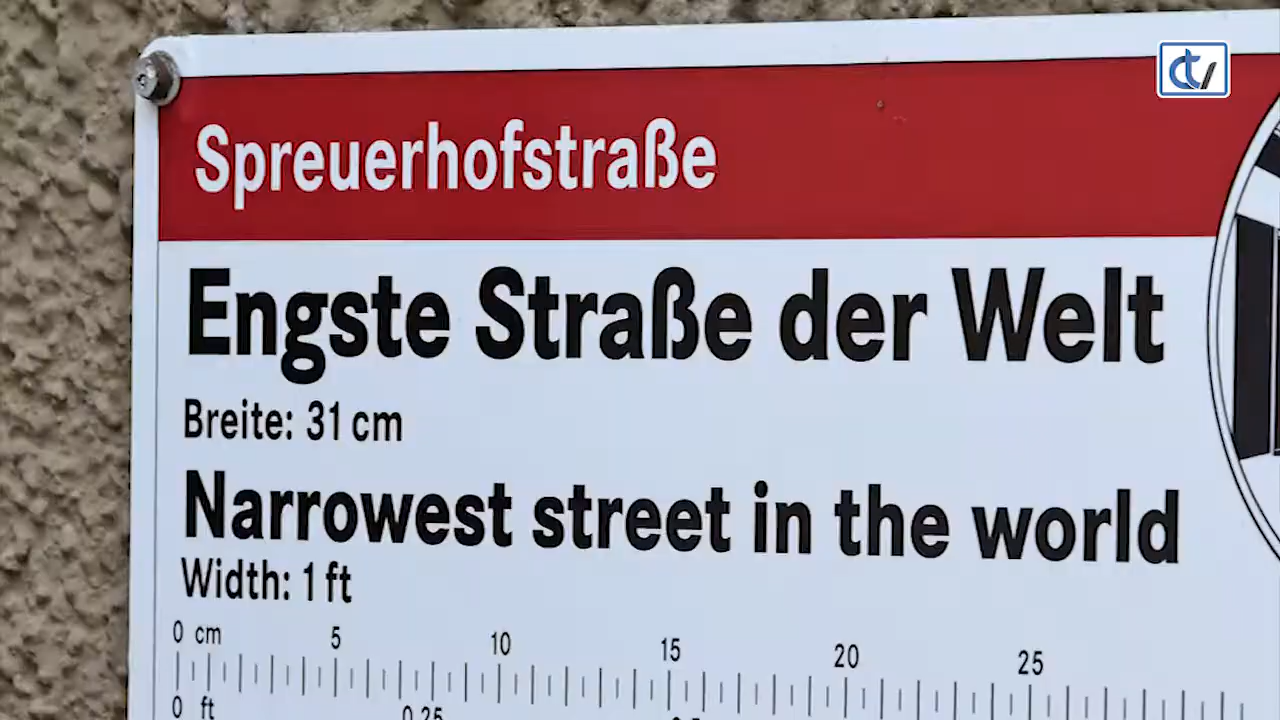 ctv
Spreuerhofstraße
Engste Straße der Welt
Breite: 31 cm
Narrowest street in the world
Width: 1 ft
0 cm 5 10 15 20 25
0 ft 0.25